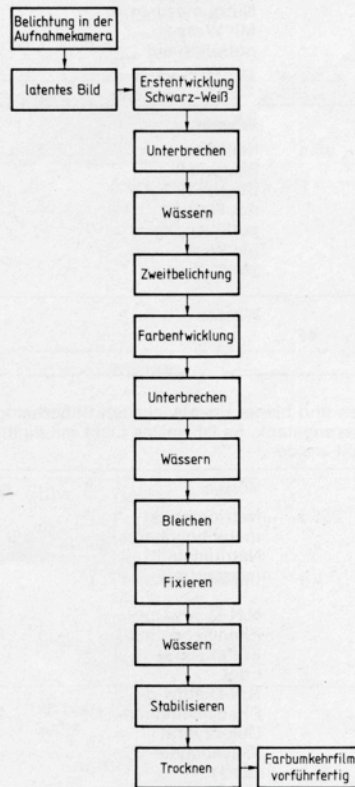 Belichtung in der
Aufnahmekamera
latentes Bild
Erstentwicklung
Schwarz-Weiß
Unterbrechen
Wässern
Zweitbelichtung
Farbentwicklung
Unterbrechen
Wässern
Bleichen
Fixieren
Wässern
Stabilisieren
Trocknen
Farbumkehrfilm
vorführfertig